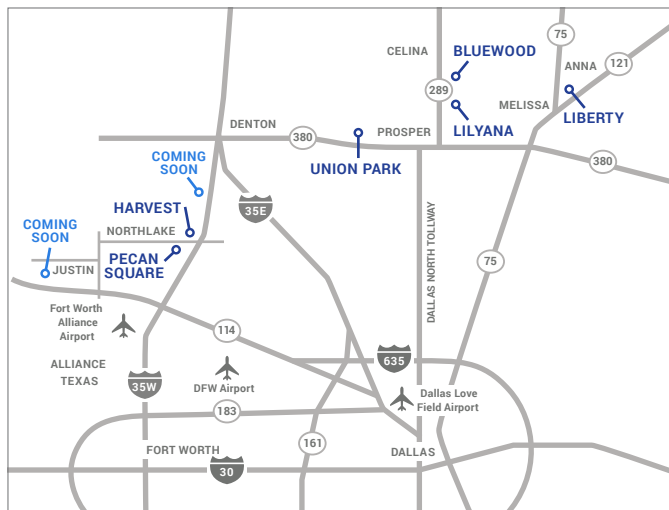 75
CELINA
BLUEWOOD
ANNA
121
289
MELISSA
LIBERTY
LILYANA
DENTON
380
PROSPER
UNION PARK
380
COMING
SOON
35E
HARVEST
COMING
SOON
NORTHLAKE
PECAN
SQUARE
JUSTIN
DALLAS NORTH TOLLWAY
75
Fort Worth
Alliance
Airport
114
635
ALLIANCE
TEXAS
35W
DFW Airport
Dallas Love
Field Airport
183
161
FORT WORTH
30
DALLAS